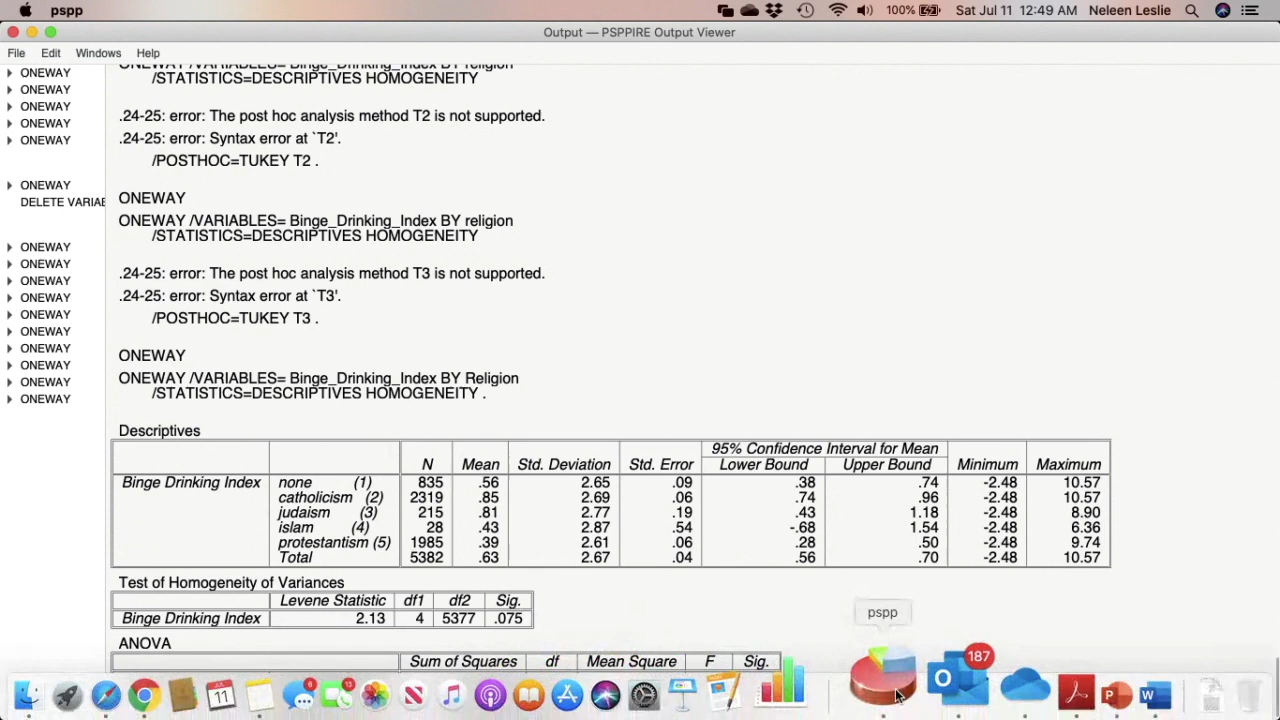 pspp 100% Sat Jul 11 12:49 AM Neleen Leslie
Output — PSPPIRE Output Viewer
File Edit Windows Help
ONEWAY
ONEWAY
ONEWAY
ONEWAY
ONEWAY
ONEWAY
DELETE VARIAB
ONEWAY
ONEWAY
ONEWAY
ONEWAY
ONEWAY
ONEWAY
ONEWAY
ONEWAY
ONEWAY
ONEWAY
ONEWAY /VARIABLES= Binge_Drinking_Index BY religion
/STATISTICS=DESCRIPTIVES HOMOGENEITY
.24-25: error: The post hoc analysis method T2 is not supported.
.24-25: error: Syntax error at `T2'.
/POSTHOC=TUKEY T2 .
ONEWAY
ONEWAY /VARIABLES= Binge_Drinking_Index BY religion
/STATISTICS=DESCRIPTIVES HOMOGENEITY
.24-25: error: The post hoc analysis method T3 is not supported.
.24-25: error: Syntax error at `T3'.
/POSTHOC=TUKEY T3 .
ONEWAY
ONEWAY /VARIABLES= Binge_Drinking_Index BY Religion
/STATISTICS=DESCRIPTIVES HOMOGENEITY .
Descriptives
95% Confidence Interval for Mean
N Mean Std. Deviation Std. Error Lower Bound Upper Bound Minimum Maximum
Binge Drinking Index none (1) 835 .56 2.65 .09 .38 .74 -2.48 10.57
catholicism (2) 2319 .85 2.69 .06 .74 .96 -2.48 10.57
judaism (3) 215 .81 2.77 .19 .43 1.18 -2.48 8.90
islam (4) 28 .43 2.87 .54 -.68 1.54 -2.48 6.36
protestantism (5) 1985 .39 2.61 .06 .28 .50 -2.48 9.74
Total 5382 .63 2.67 .04 .56 .70 -2.48 10.57
Test of Homogeneity of Variances
Levene Statistic df1 df2 Sig.
Binge Drinking Index 2.13 4 5377 .075
ANOVA
Sum of Squares df Mean Square F Sig.
pspp
187